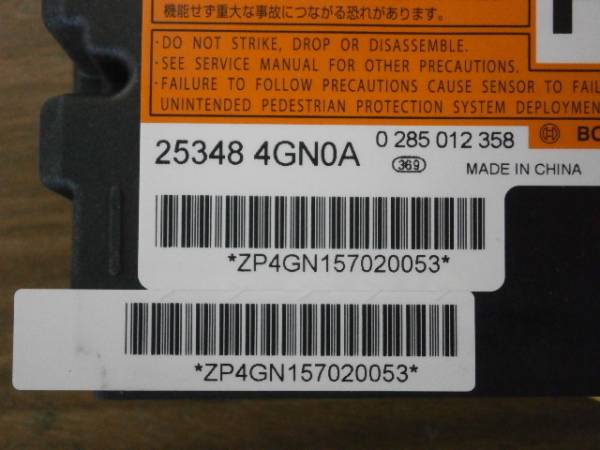 機能せず重大な事故につながる恐れがあります。
·DO NOT STRIKE, DROP OR DISASSEMBLE.
·SEE SERVICE MANUAL FOR OTHER PRECAUTIONS.
·FAILURE TO FOLLOW PRECAUTIONS CAUSE SENSOR TO FAIL
UNINTENDED PEDESTRIAN PROTECTION SYSTEM DEPLOYMEN
BO
25348 4GN0A
0 285 012 358
369
MADE IN CHINA
*ZP4GN157020053*
*ZP4GN157020053*